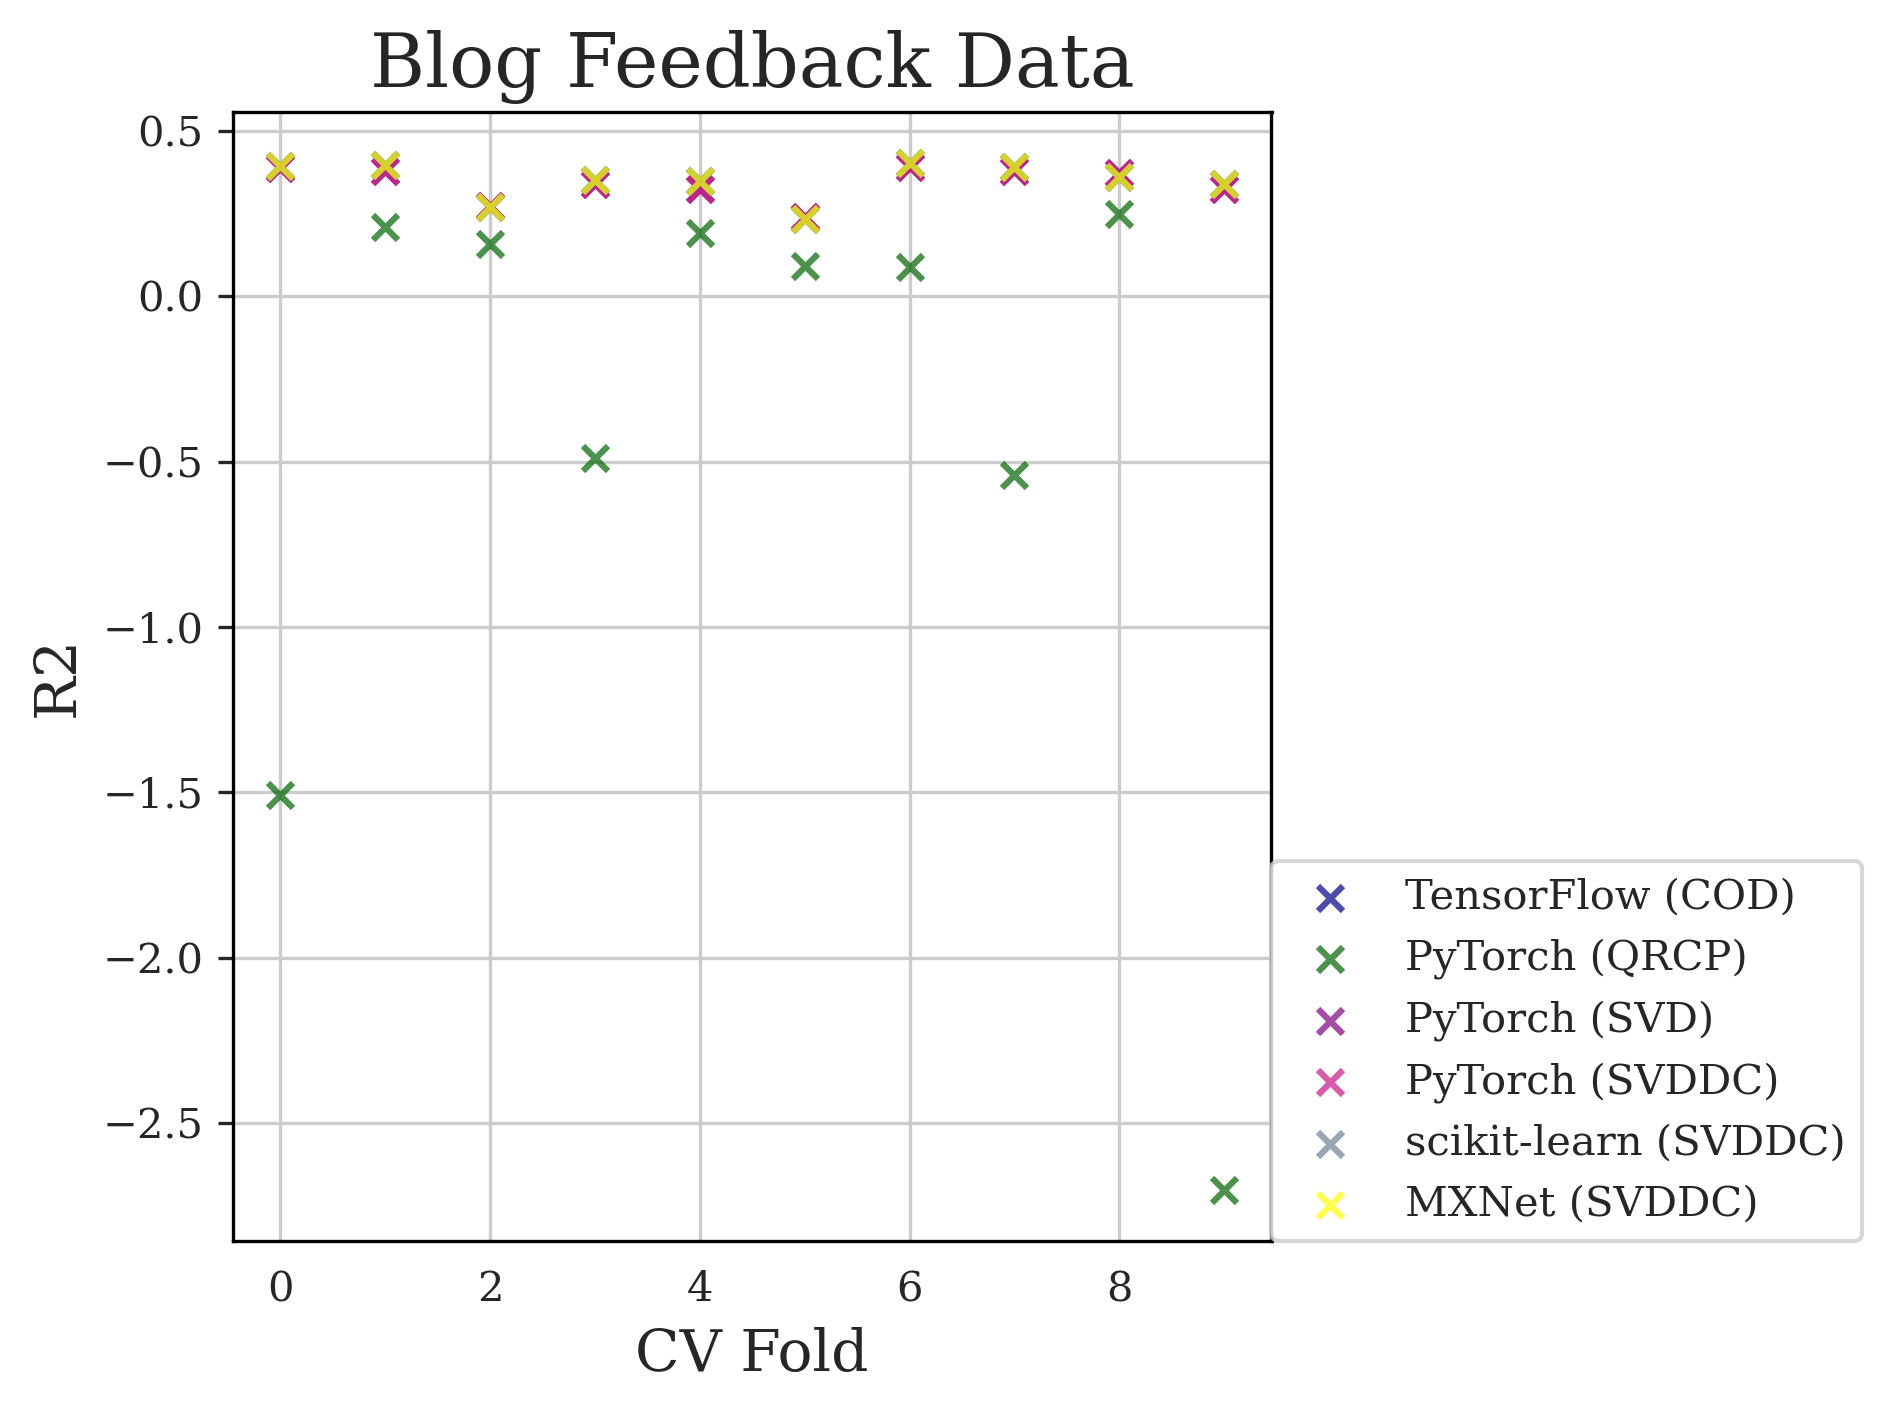 Blog Feedback Data
0.5
0.0
−0.5
−1.0
−1.5
−2.0
−2.5
R2
0 2 4 6 8
CV Fold
TensorFlow (COD)
PyTorch (QRCP)
PyTorch (SVD)
PyTorch (SVDDC)
scikit-learn (SVDDC)
MXNet (SVDDC)